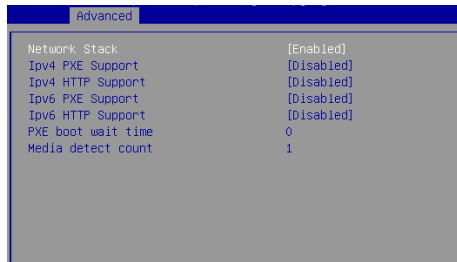 Advanced
Network Stack [Enabled]
Ipv4 PXE Support [Disabled]
Ipv4 HTTP Support [Disabled]
Ipv6 PXE Support [Disabled]
Ipv6 HTTP Support [Disabled]
PXE boot wait time 0
Media detect count 1